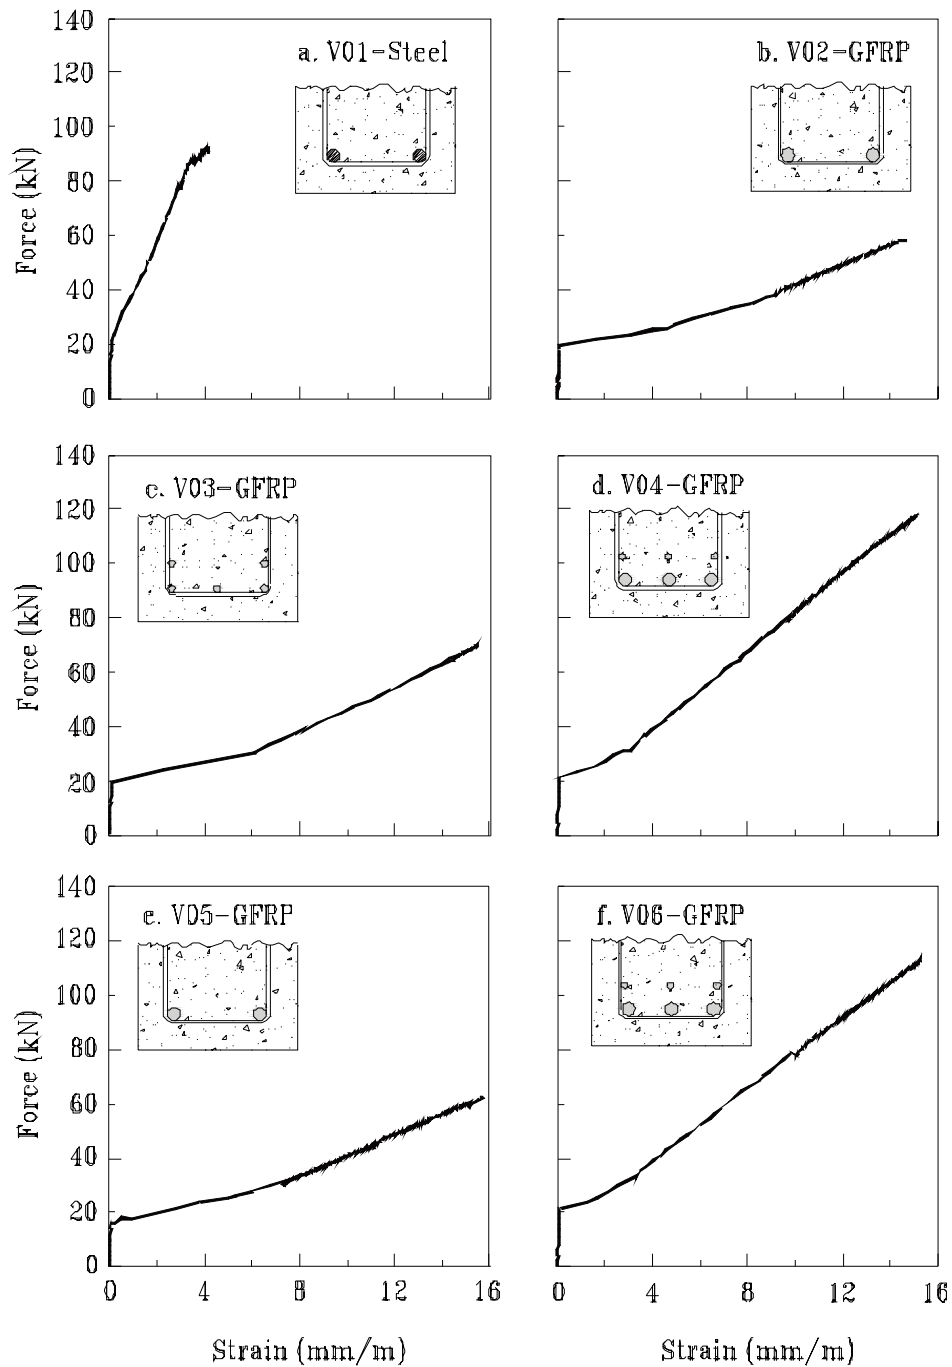 140
120
100
80
60
40
20
0
Force (kN)
a. V01-Steel
b. V02-GFRP
140
120
100
80
60
40
20
0
Force (kN)
c. V03-GFRP
d. V04-GFRP
140
120
100
80
60
40
20
0
Force (kN)
e. V05-GFRP
f. V06-GFRP
0 4 8 12 16
0 4 8 12 16
Strain (mm/m)
Strain (mm/m)